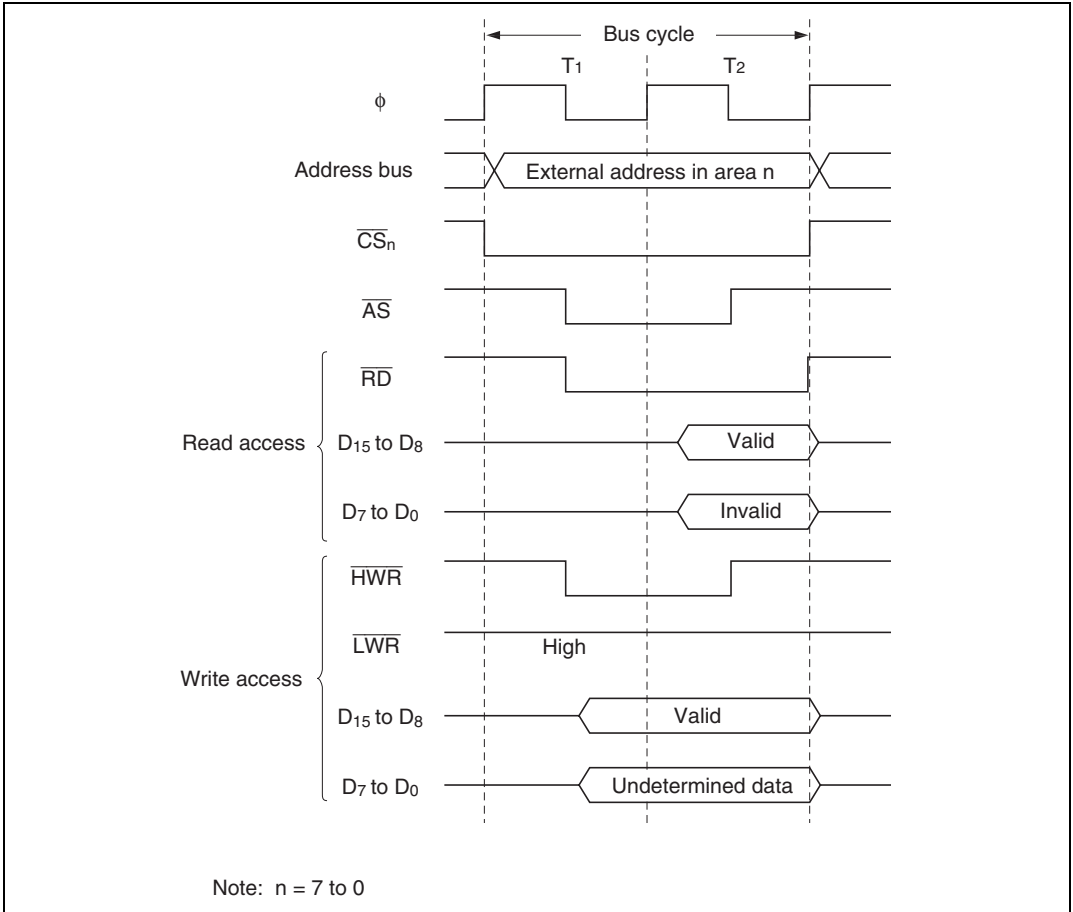 Bus cycle
T1 T2
ϕ
Address bus External address in area n
CSn
AS
RD
Read access D15 to D8 Valid
D7 to D0 Invalid
HWR
LWR High
Write access
D15 to D8 Valid
D7 to D0 Undetermined data
Note: n = 7 to 0